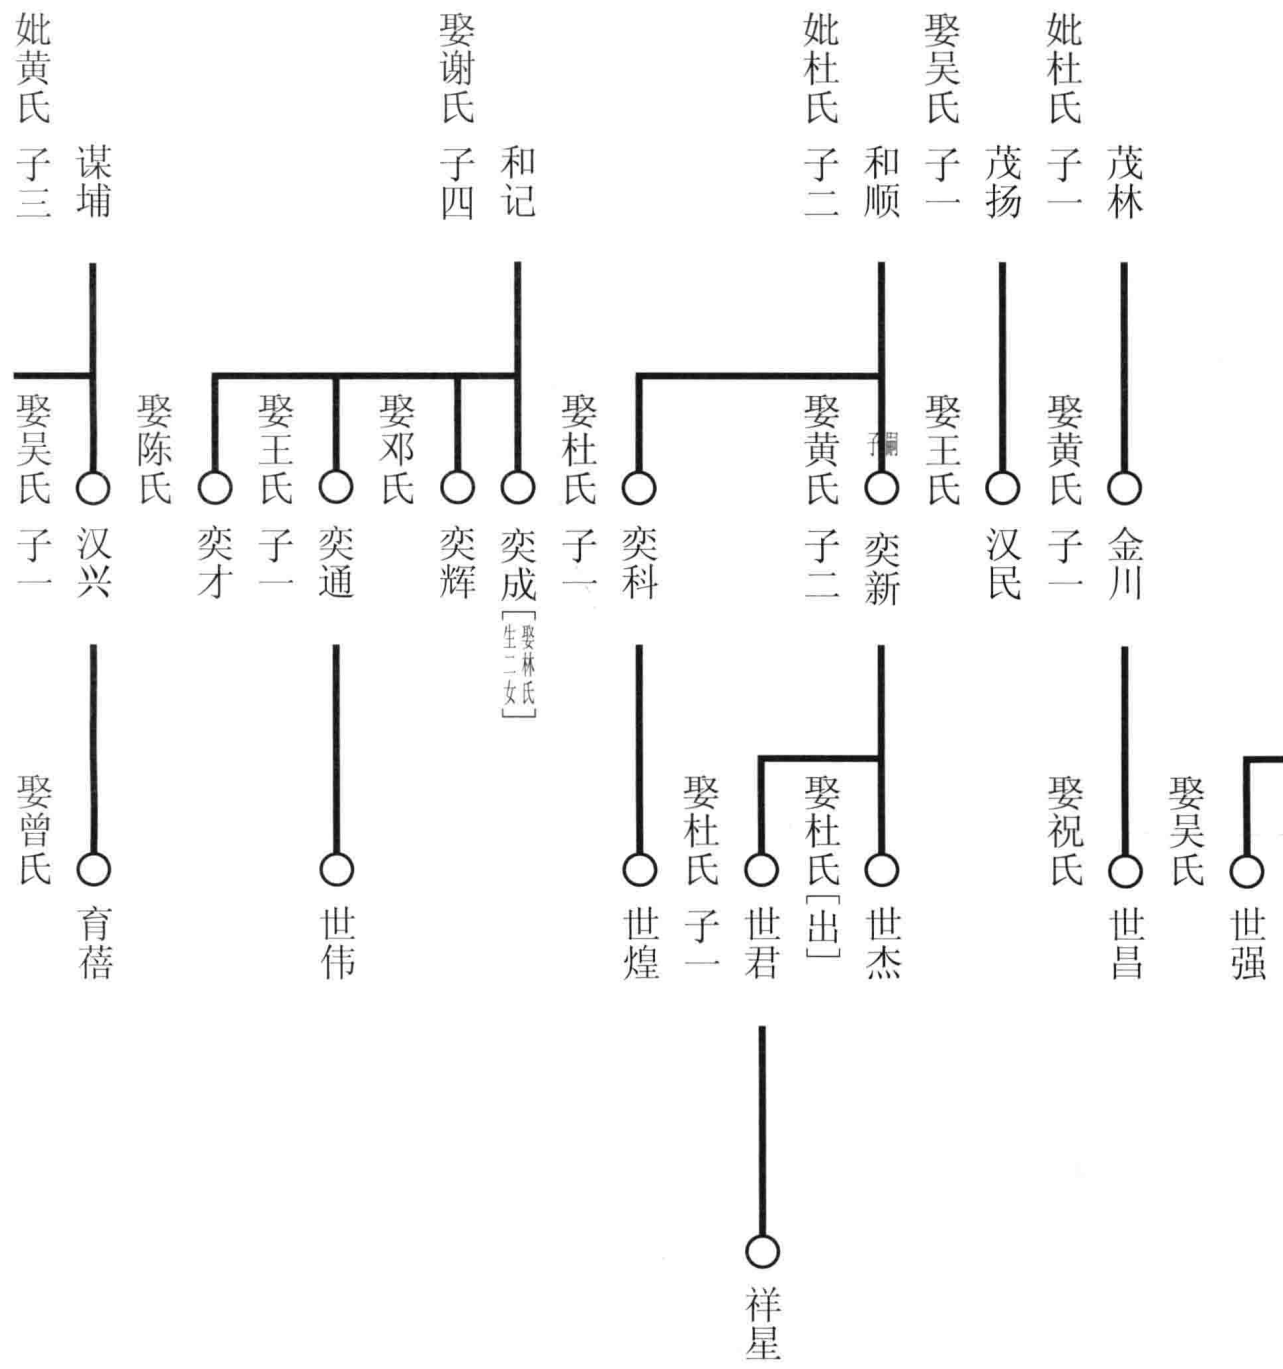 茂林
妣杜氏 子一
茂扬
娶吴氏 子一
和顺
妣杜氏 子二
和记
娶谢氏 子四
谋埔
妣黄氏 子三
金川
娶黄氏 子一
汉民
娶王氏
嗣子
奕新
娶黄氏 子二
奕科
娶杜氏 子一
奕成[娶林氏
生二女]
奕辉
娶邓氏
奕通
娶王氏 子一
奕才
娶陈氏
汉兴
娶吴氏 子一
世强
娶吴氏
世昌
娶祝氏
世杰
娶杜氏[出]
世君
娶杜氏 子一
世煌
世伟
育蓓
娶曾氏
祥星